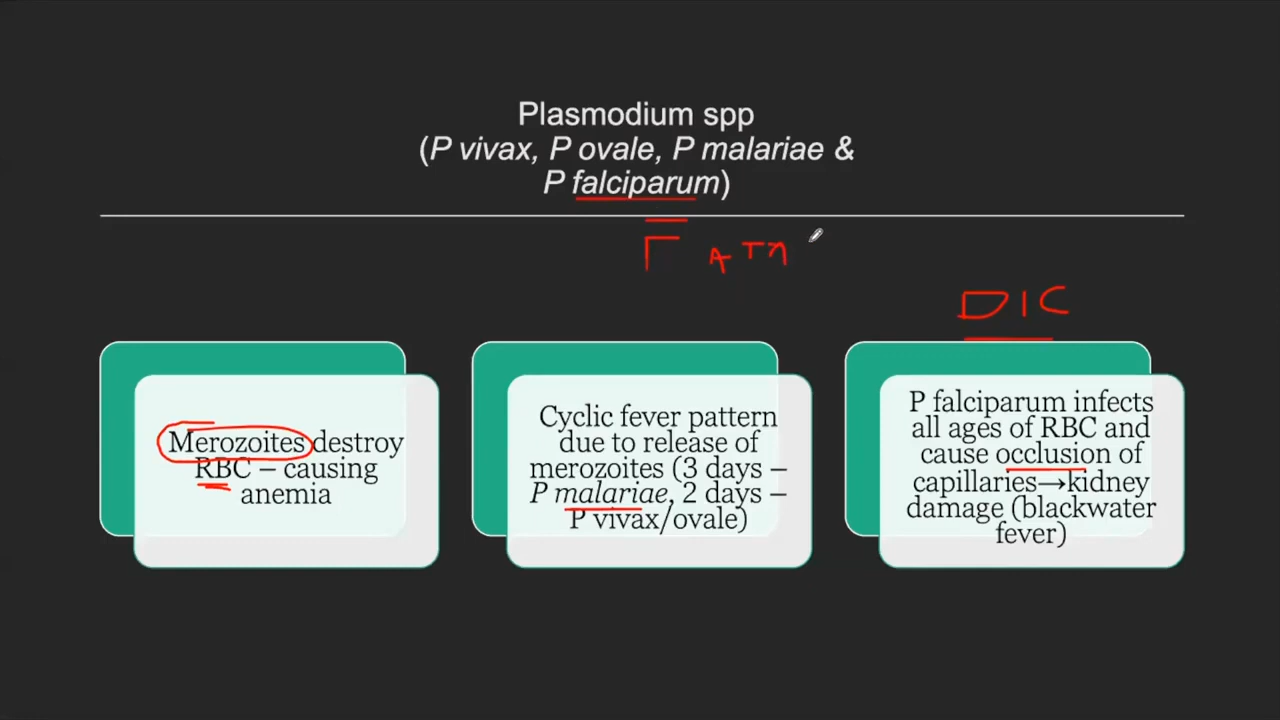 Plasmodium spp
(P vivax, P ovale, P malariae &
P falciparum)
DIC
Merozoites destroy
RBC – causing
anemia
Cyclic fever pattern
due to release of
merozoites (3 days –
P malariae, 2 days –
P vivax/ovale)
P falciparum infects
all ages of RBC and
cause occlusion of
capillaries→kidney
damage (blackwater
fever)